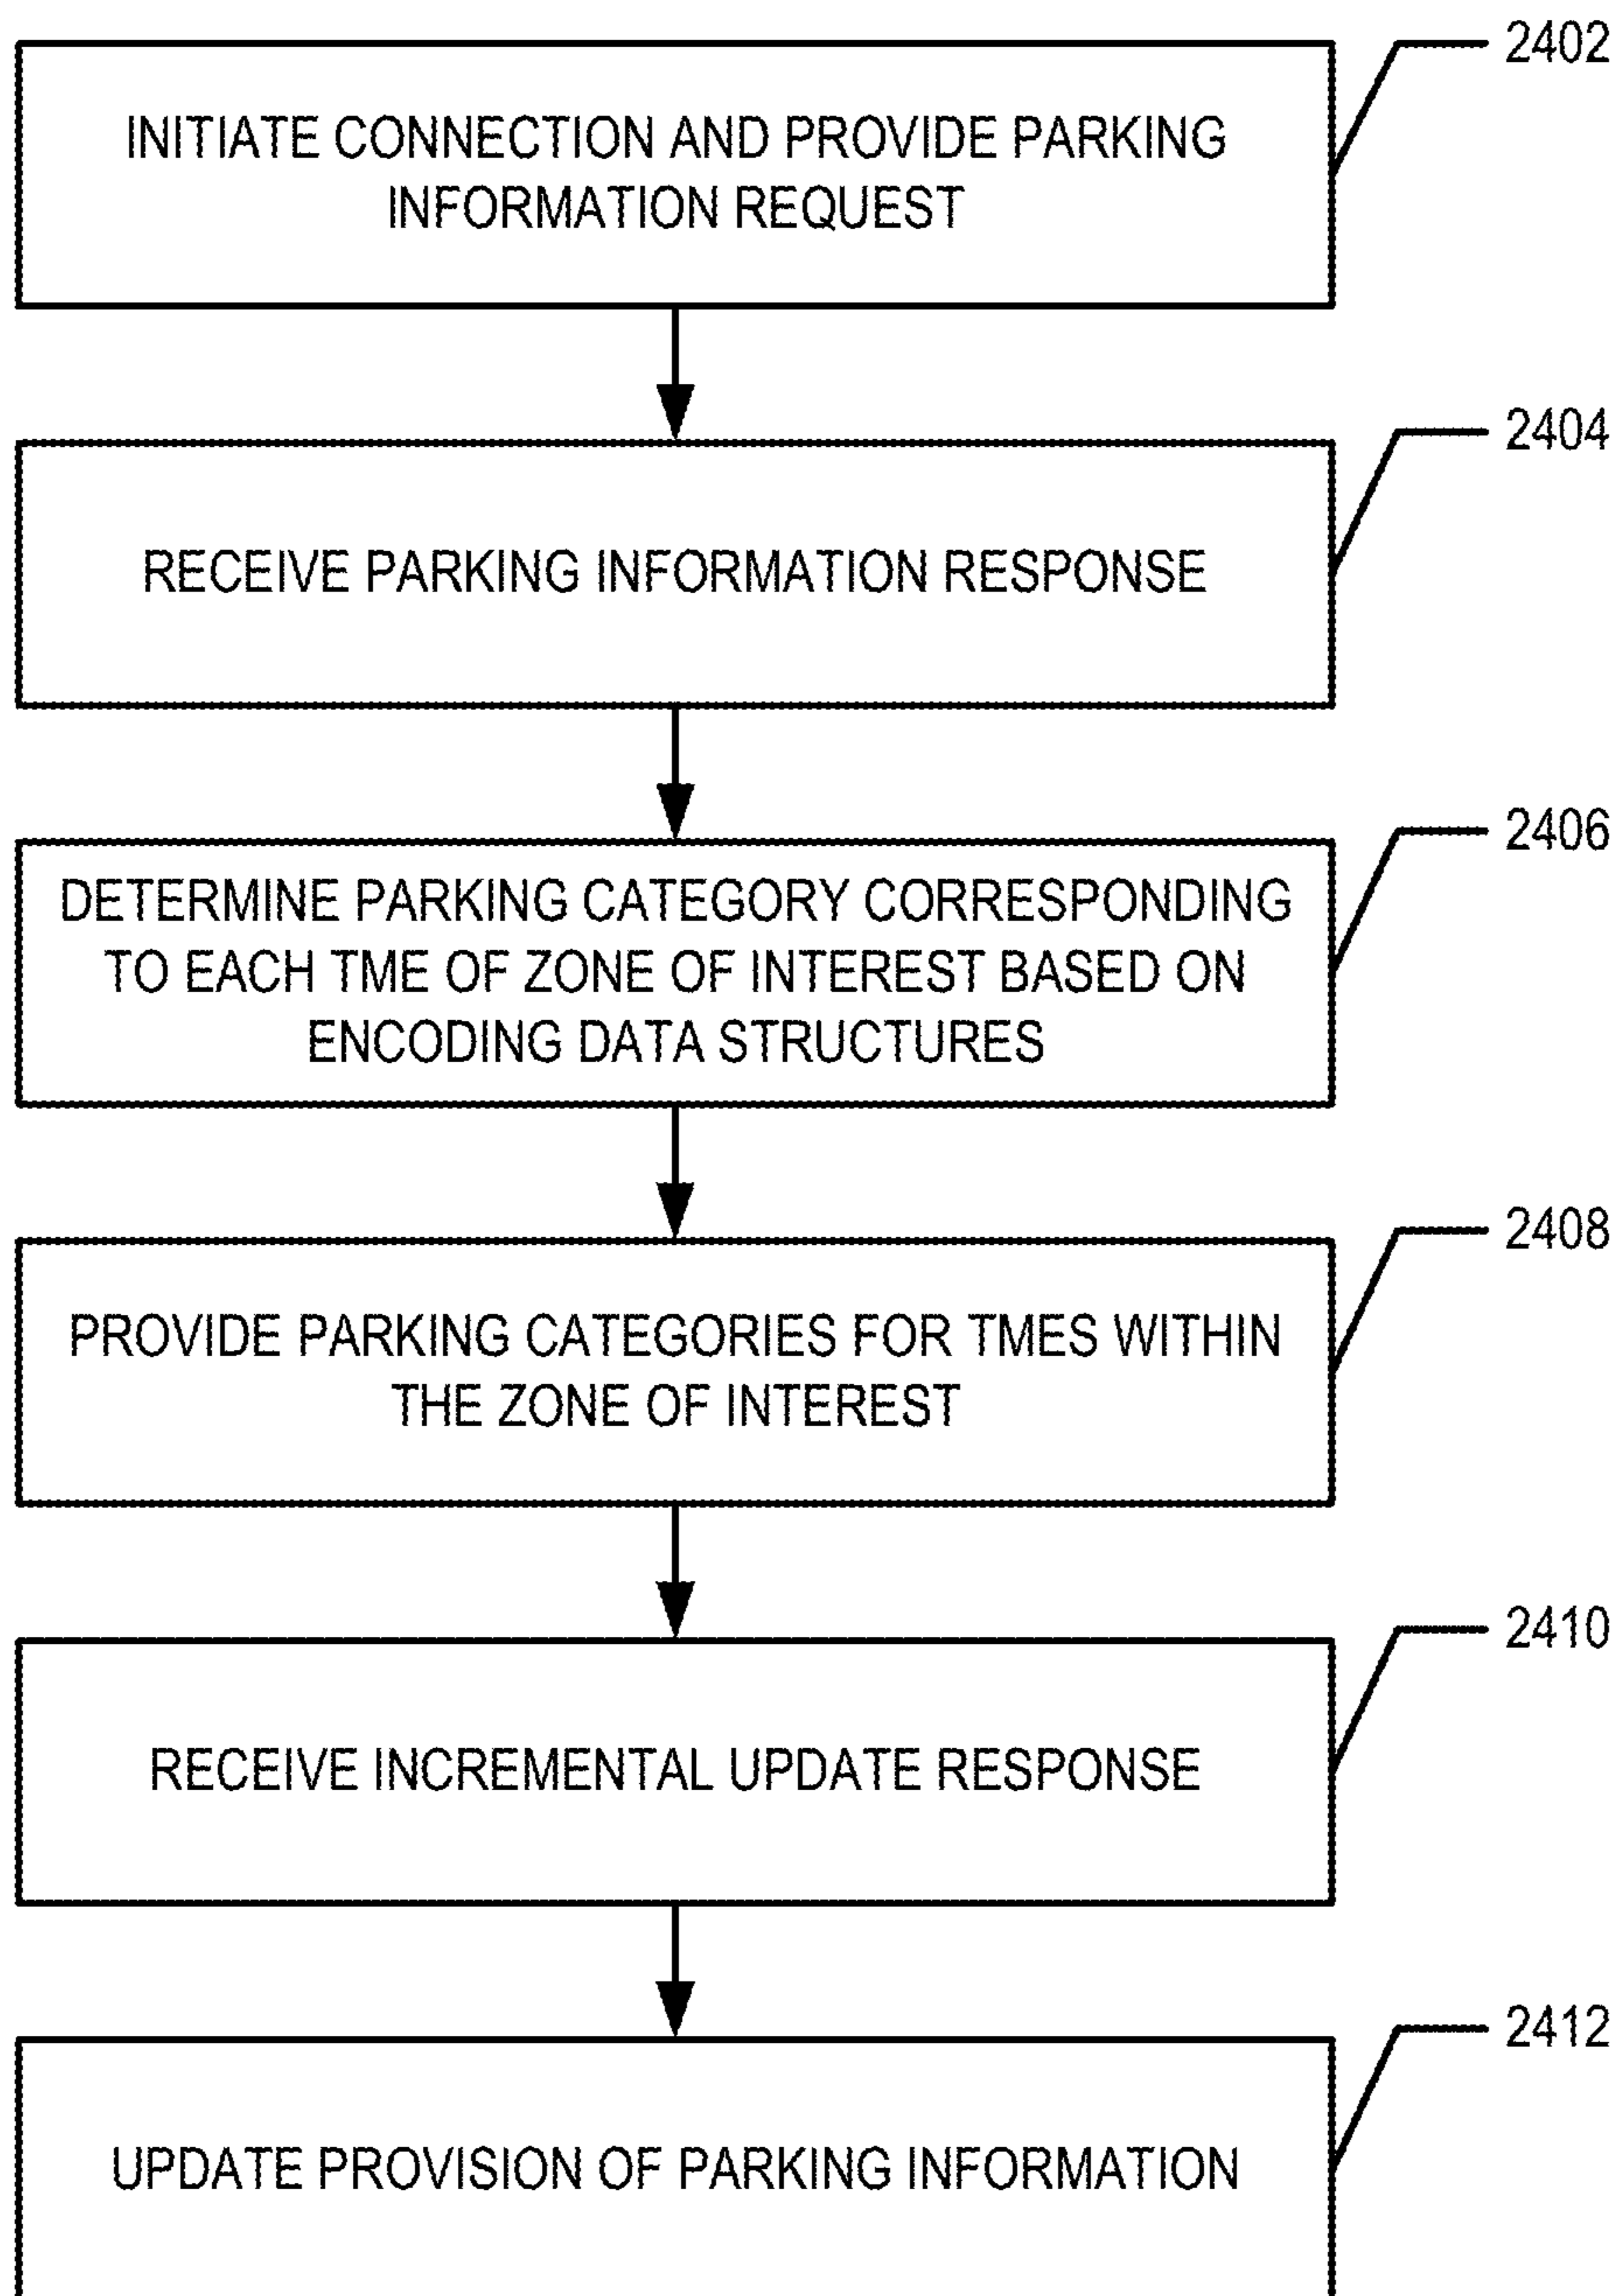 2402
INITIATE CONNECTION AND PROVIDE PARKING
INFORMATION REQUEST
2404
RECEIVE PARKING INFORMATION RESPONSE
2406
DETERMINE PARKING CATEGORY CORRESPONDING
TO EACH TME OF ZONE OF INTEREST BASED ON
ENCODING DATA STRUCTURES
2408
PROVIDE PARKING CATEGORIES FOR TMES WITHIN
THE ZONE OF INTEREST
2410
RECEIVE INCREMENTAL UPDATE RESPONSE
2412
UPDATE PROVISION OF PARKING INFORMATION